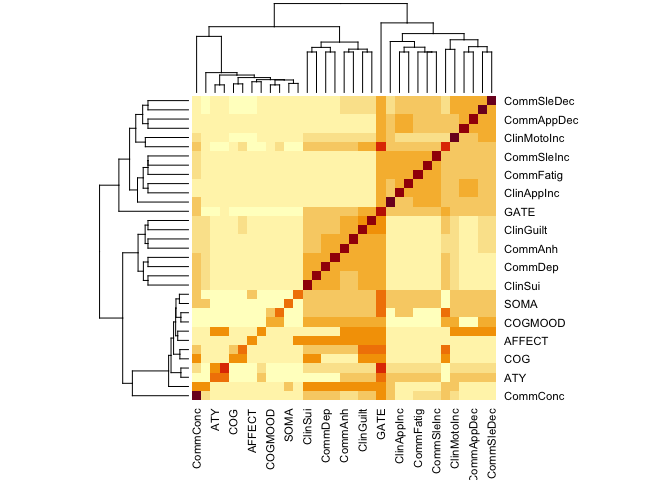 CommSleDec
CommAppDec
ClinMotoInc
CommSleInc
CommFatig
ClinAppInc
GATE
ClinGuilt
CommAnh
CommDep
ClinSui
SOMA
COGMOOD
AFFECT
COG
ATY
CommConc
CommConc
ATY
COG
AFFECT
COGMOOD
SOMA
ClinSui
CommDep
CommAnh
ClinGuilt
GATE
ClinAppInc
CommFatig
CommSleInc
ClinMotoInc
CommAppDec
CommSleDec